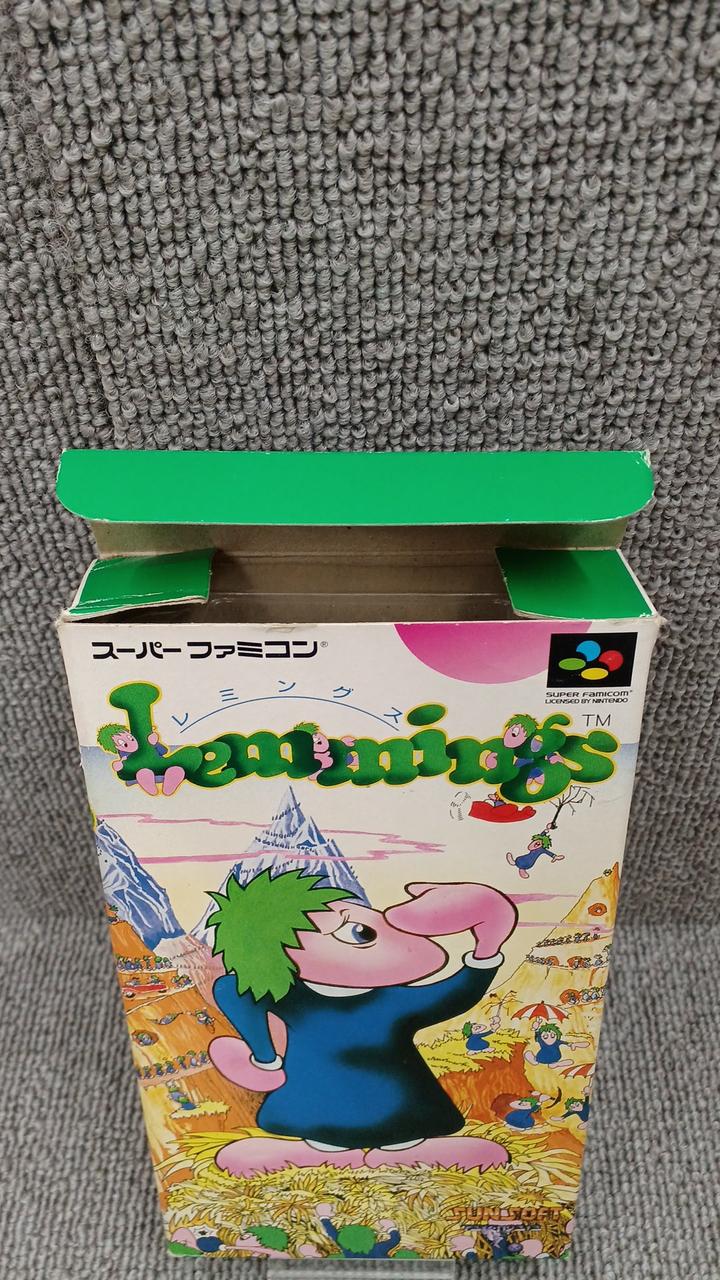 スーパーファミコン®
SUPER FAMICOM®
LICENSED BY NINTENDO
レミングス
Lemmings TM
SUNSOFT